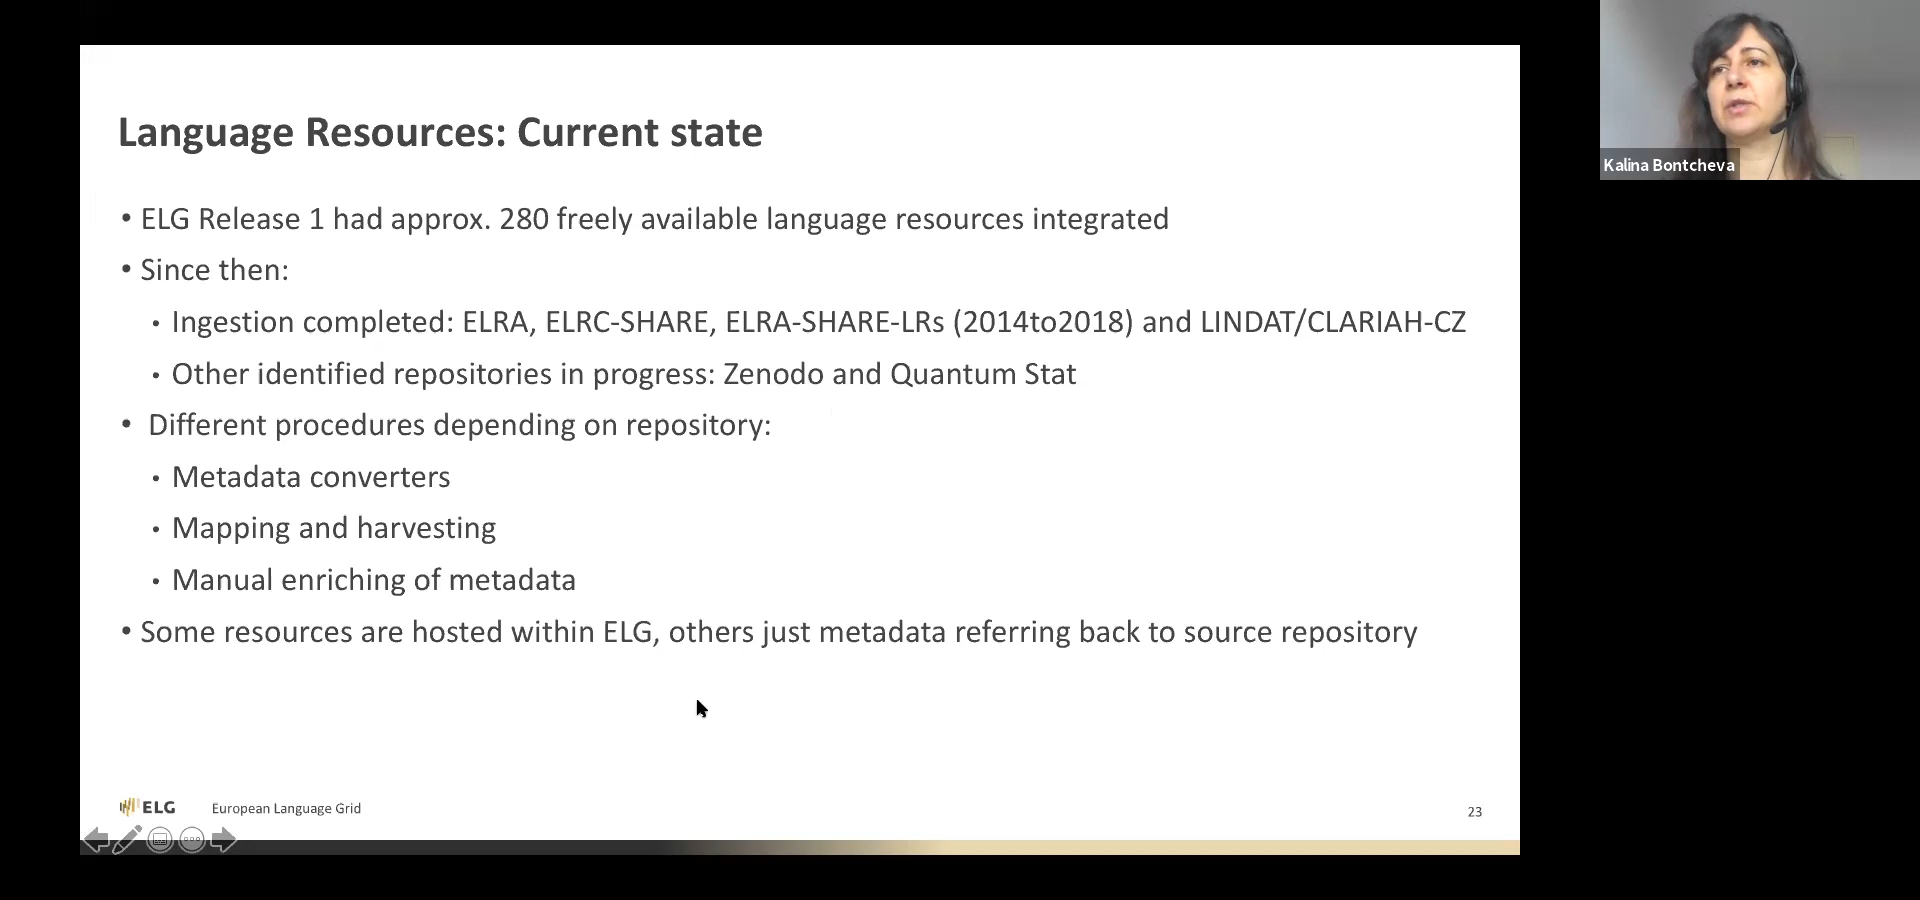 Language Resources: Current state
• ELG Release 1 had approx. 280 freely available language resources integrated
• Since then:
• Ingestion completed: ELRA, ELRC-SHARE, ELRA-SHARE-LRs (2014to2018) and LINDAT/CLARIAH-CZ
• Other identified repositories in progress: Zenodo and Quantum Stat
• Different procedures depending on repository:
• Metadata converters
• Mapping and harvesting
• Manual enriching of metadata
• Some resources are hosted within ELG, others just metadata referring back to source repository
ELG European Language Grid
23
Kalina Bontcheva